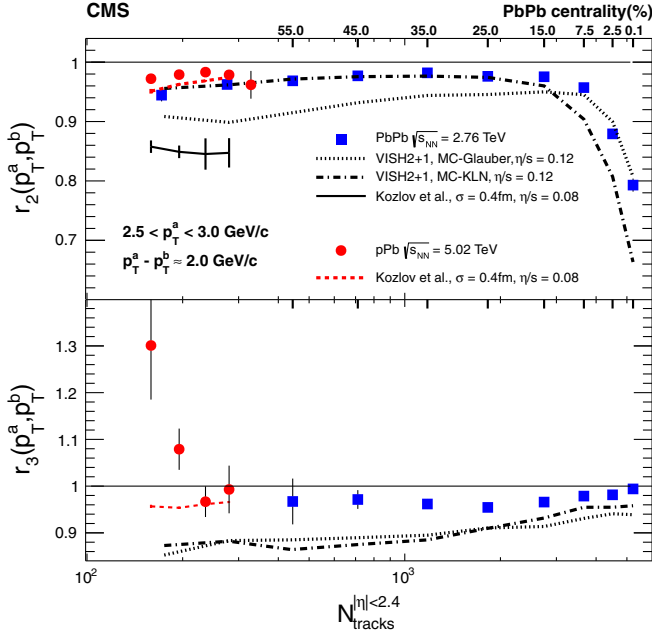 CMS PbPb centrality(%)
55.0 45.0 35.0 25.0 15.0 7.5 2.5 0.1
1
0.9
0.8
0.7
r₂(pᵀᵃ,pᵀᵇ)
PbPb √sNN = 2.76 TeV
VISH2+1, MC-Glauber, η/s = 0.12
VISH2+1, MC-KLN, η/s = 0.12
Kozlov et al., σ = 0.4fm, η/s = 0.08
2.5 < pᵀᵃ < 3.0 GeV/c
pᵀᵃ - pᵀᵇ ≈ 2.0 GeV/c
pPb √sNN = 5.02 TeV
Kozlov et al., σ = 0.4fm, η/s = 0.08
1.3
1.2
1.1
1
0.9
r₃(pᵀᵃ,pᵀᵇ)
10² 10³
N|η|<2.4 tracks